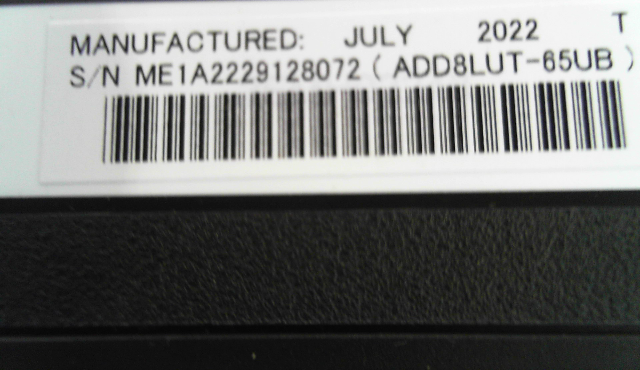 MANUFACTURED: JULY 2022 T
S/N ME1A2229128072 ( ADD8LUT-65UB )